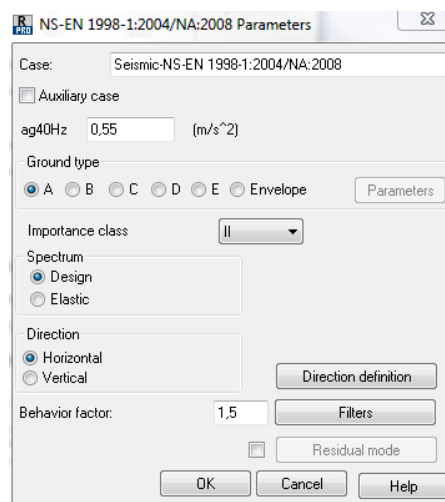 R PRO NS-EN 1998-1:2004/NA:2008 Parameters
Case: Seismic-NS-EN 1998-1:2004/NA:2008
Auxiliary case
ag40Hz 0,55 (m/s^2)
Ground type
A B C D E Envelope Parameters
Importance class II
Spectrum
Design
Elastic
Direction
Horizontal
Vertical Direction definition
Behavior factor: 1,5 Filters
Residual mode
OK Cancel Help